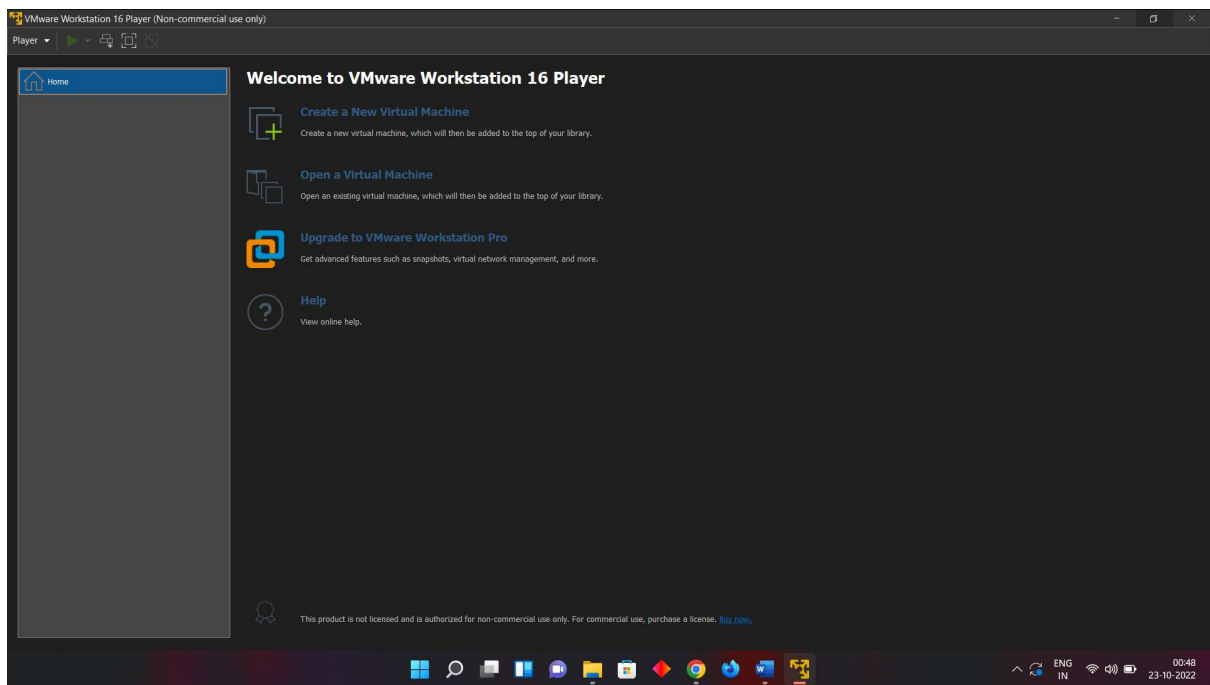 VMware Workstation 16 Player (Non-commercial use only)
Player
Home
Welcome to VMware Workstation 16 Player
Create a New Virtual Machine
Create a new virtual machine, which will then be added to the top of your library.
Open a Virtual Machine
Open an existing virtual machine, which will then be added to the top of your library.
Upgrade to VMware Workstation Pro
Get advanced features such as snapshots, virtual network management, and more.
?
Help
View online help.
This product is not licensed and is authorized for non-commercial use only. For commercial use, purchase a license. Buy now.
W
ENG
IN
00:48
23-10-2022